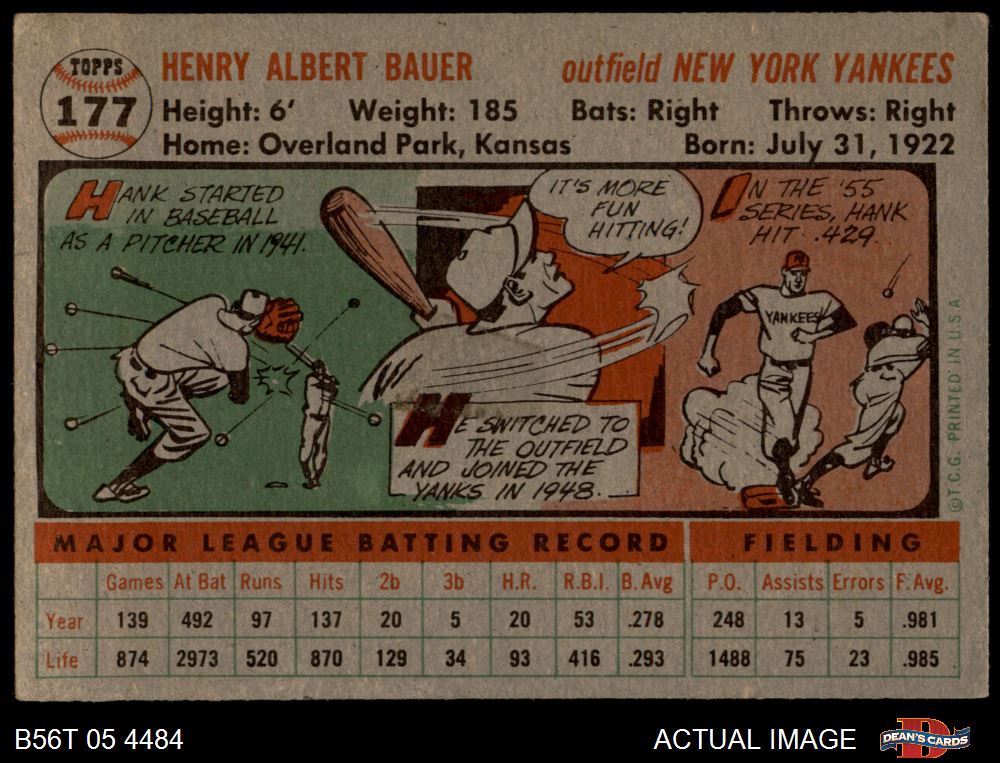 TOPPS
177
HENRY ALBERT BAUER
outfield NEW YORK YANKEES
Height: 6' Weight: 185 Bats: Right Throws: Right
Home: Overland Park, Kansas Born: July 31, 1922
HANK STARTED
IN BASEBALL
AS A PITCHER IN 1941.
IT'S MORE
FUN
HITTING!
HE SWITCHED TO
THE OUTFIELD
AND JOINED THE
YANKS IN 1948.
IN THE '55
SERIES, HANK
HIT .429.
YANKEES
©T.C.G. PRINTED IN U.S.A.
MAJOR LEAGUE BATTING RECORD FIELDING
Games At Bat Runs Hits 2b 3b H.R. R.B.I. B.Avg P.O. Assists Errors F.Avg.
Year 139 492 97 137 20 5 20 53 .278 248 13 5 .981
Life 874 2973 520 870 129 34 93 416 .293 1488 75 23 .985
B56T 05 4484
ACTUAL IMAGE
D
DEAN'S CARDS